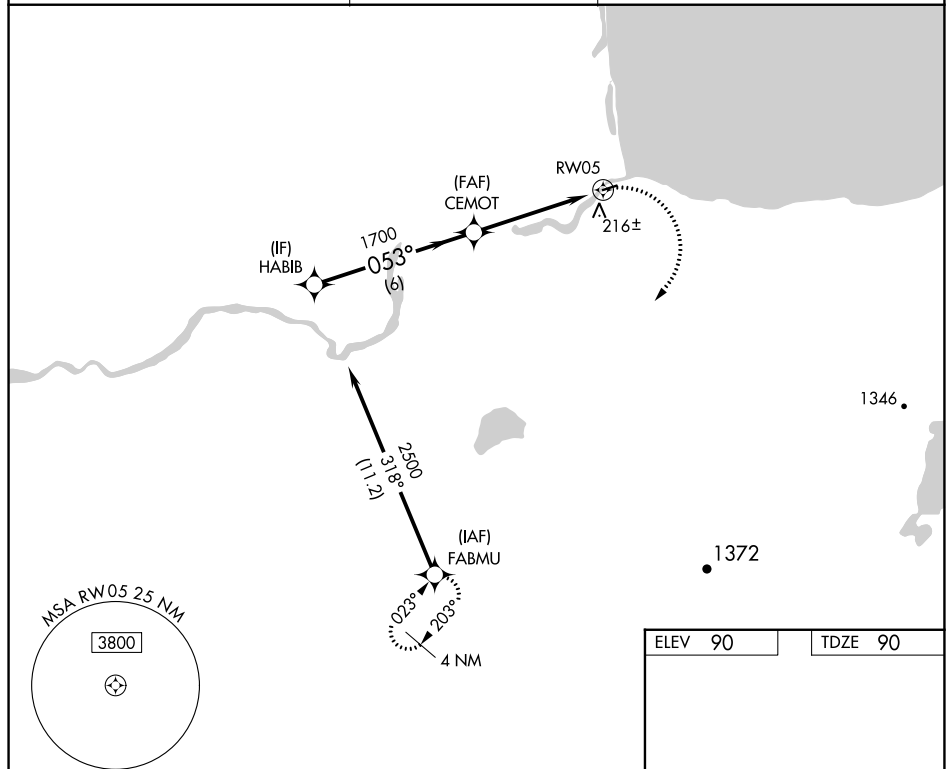 RW05
(FAF)
CEMOT
216±
1700
(IF)
HABIB
053°
(6)
1346
2500
318°
(11.2)
(IAF)
FABMU
1372
023°
203°
4 NM
MSA RW05 25 NM
3800
ELEV 90
TDZE 90